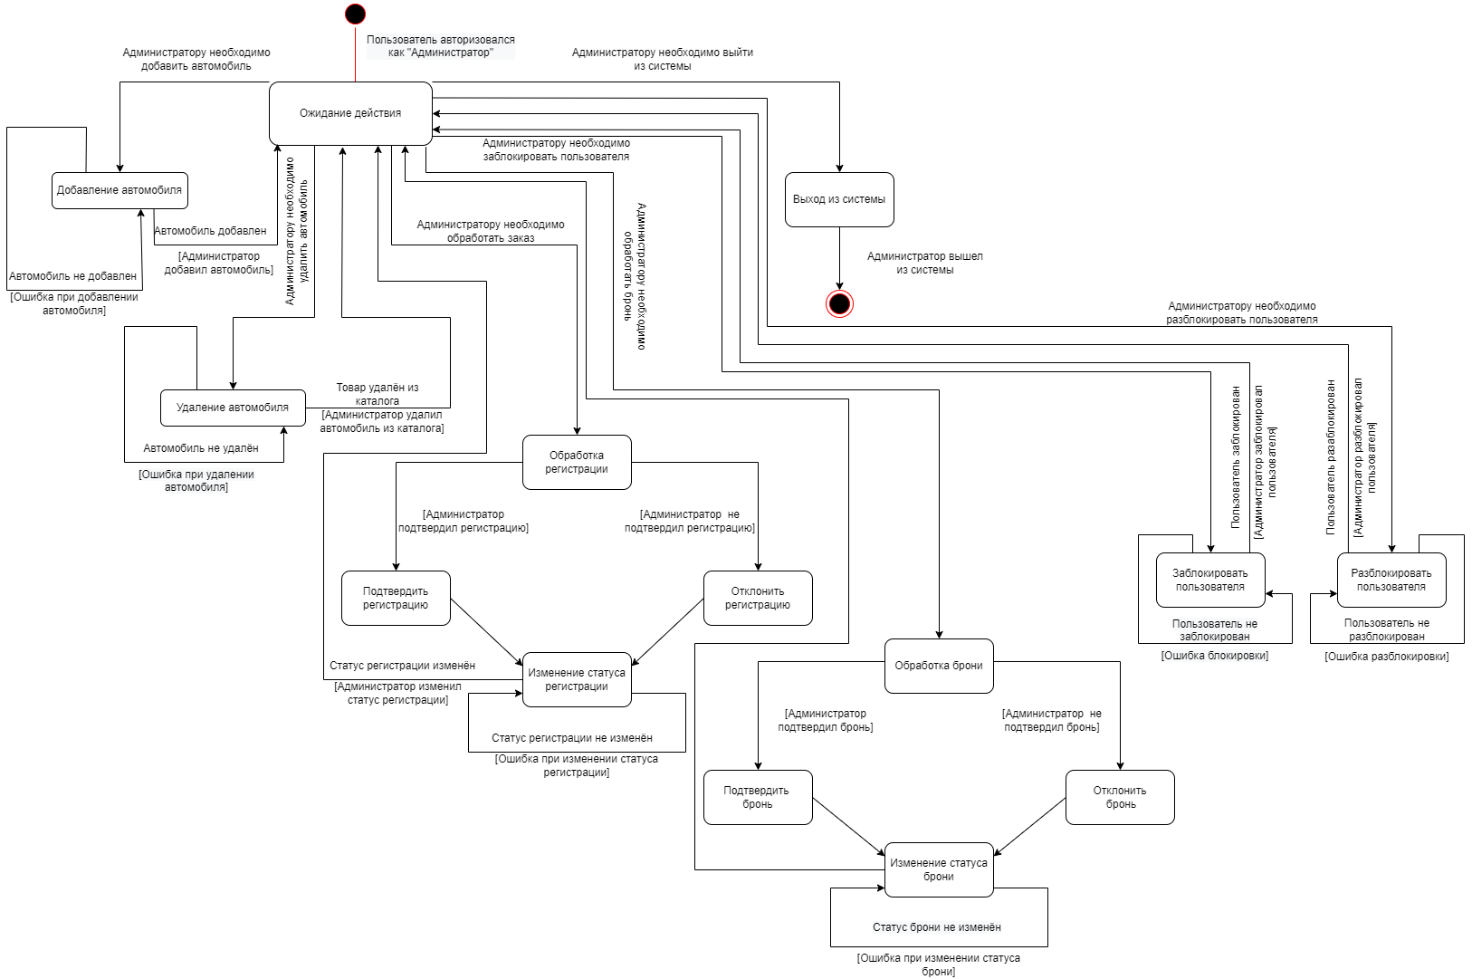 Пользователь авторизовался
как "Администратор"
Администратору необходимо
добавить автомобиль
Администратору необходимо выйти
из системы
Ожидание действия
Администратору необходимо
заблокировать пользователя
Добавление автомобиля
Выход из системы
Автомобиль добавлен
[Администратор
добавил автомобиль]
Администратору необходимо
удалить автомобиль
Администратору необходимо
обработать заказ
Администратору необходимо
обработать бронь
Администратор вышел
из системы
Автомобиль не добавлен
[Ошибка при добавлении
автомобиля]
Администратору необходимо
разблокировать пользователя
Товар удалён из
каталога
[Администратор удалил
автомобиль из каталога]
Удаление автомобиля
Автомобиль не удалён
[Ошибка при удалении
автомобиля]
Обработка
регистрации
Пользователь заблокирован
[Администратор заблокировал
пользователя]
Пользователь разаблокирован
[Администратор разблокировал
пользователя]
[Администратор
подтвердил регистрацию]
[Администратор не
подтвердил регистрацию]
Подтвердить
регистрацию
Отклонить
регистрацию
Заблокировать
пользователя
Разблокировать
пользователя
Пользователь не
заблокирован
[Ошибка блокировки]
Пользователь не
разблокирован
[Ошибка разблокировки]
Статус регистрации изменён
[Администратор изменил
статус регистрации]
Изменение статуса
регистрации
Обработка брони
[Администратор
подтвердил бронь]
[Администратор не
подтвердил бронь]
Статус регистрации не изменён
[Ошибка при изменении статуса
регистрации]
Подтвердить
бронь
Отклонить
бронь
Изменение статуса
брони
Статус брони не изменён
[Ошибка при изменении статуса
брони]